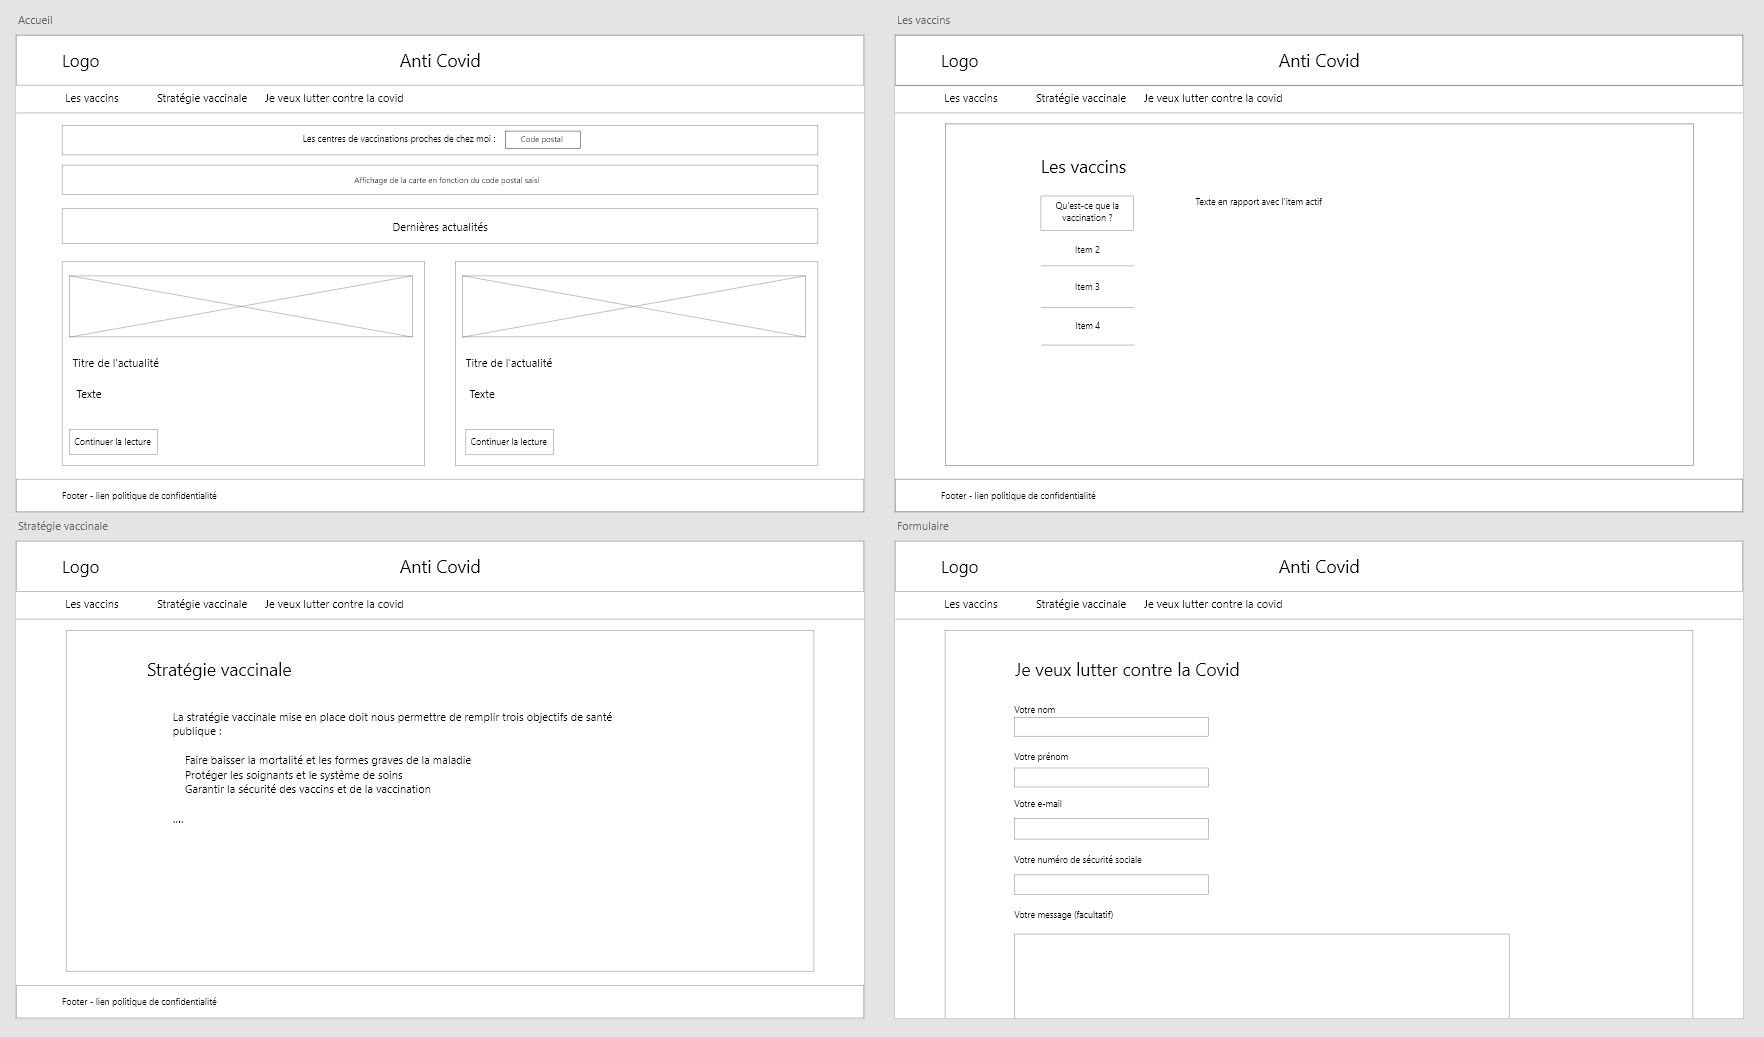 Accueil
Logo
Anti Covid
Les vaccins
Stratégie vaccinale
Je veux lutter contre la covid
Les centres de vaccinations proches de chez moi :
Code postal
Affichage de la carte en fonction du code postal saisi
Dernières actualités
Titre de l'actualité
Texte
Continuer la lecture
Titre de l'actualité
Texte
Continuer la lecture
Footer - lien politique de confidentialité
Les vaccins
Logo
Anti Covid
Les vaccins
Stratégie vaccinale
Je veux lutter contre la covid
Les vaccins
Qu'est-ce que la
vaccination ?
Item 2
Item 3
Item 4
Texte en rapport avec l'item actif
Footer - lien politique de confidentialité
Stratégie vaccinale
Logo
Anti Covid
Les vaccins
Stratégie vaccinale
Je veux lutter contre la covid
Stratégie vaccinale
La stratégie vaccinale mise en place doit nous permettre de remplir trois objectifs de santé
publique :
Faire baisser la mortalité et les formes graves de la maladie
Protéger les soignants et le système de soins
Garantir la sécurité des vaccins et de la vaccination
....
Footer - lien politique de confidentialité
Formulaire
Logo
Anti Covid
Les vaccins
Stratégie vaccinale
Je veux lutter contre la covid
Je veux lutter contre la Covid
Votre nom
Votre prénom
Votre e-mail
Votre numéro de sécurité sociale
Votre message (facultatif)